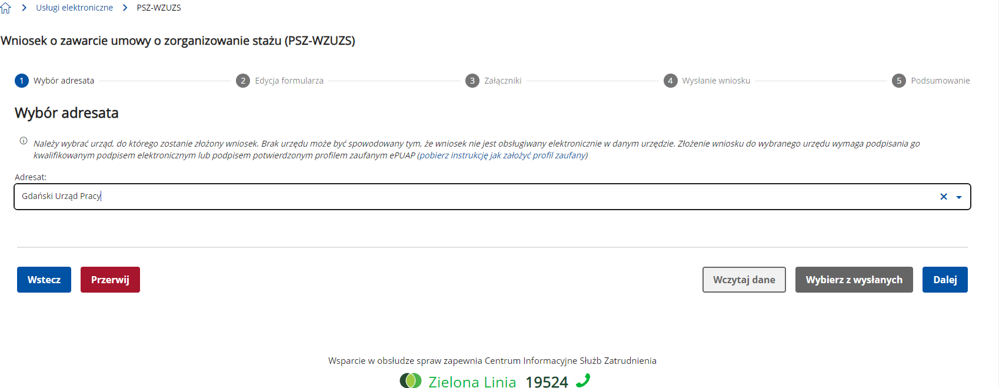 Usługi elektroniczne PSZ-WZUZS
Wniosek o zawarcie umowy o zorganizowanie stażu (PSZ-WZUZS)
1 Wybór adresata 2 Edycja formularza 3 Załączniki 4 Wysłanie wniosku 5 Podsumowanie
Wybór adresata
Należy wybrać urząd, do którego zostanie złożony wniosek. Brak urzędu może być spowodowany tym, że wniosek nie jest obsługiwany elektronicznie w danym urzędzie. Złożenie wniosku do wybranego urzędu wymaga podpisania go
kwalifikowanym podpisem elektronicznym lub podpisem potwierdzonym profilem zaufanym ePUAP (pobierz instrukcję jak założyć profil zaufany)
Adresat:
Gdański Urząd Pracy
Wstecz Przerwij Wczytaj dane Wybierz z wysłanych Dalej
Wsparcie w obsłudze spraw zapewnia Centrum Informacyjne Służb Zatrudnienia
Zielona Linia 19524